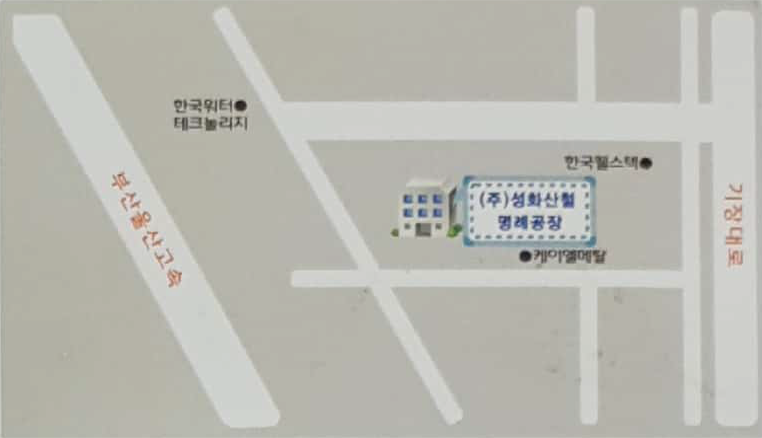 한국워터
테크놀리지
한국웰스텍
(주)성화산철
명례공장
케이엘메탈
부산울산고속
기장대로